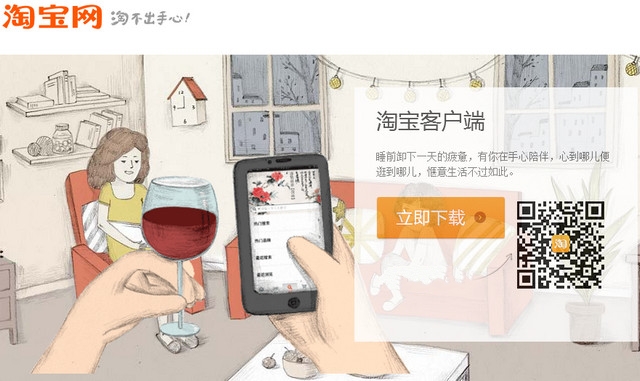 淘宝网 淘不出手心!
淘宝客户端
睡前卸下一天的疲意，有你在手心陪伴，心到哪儿便
逛到哪儿，惬意生活不过如此。
立即下载
淘